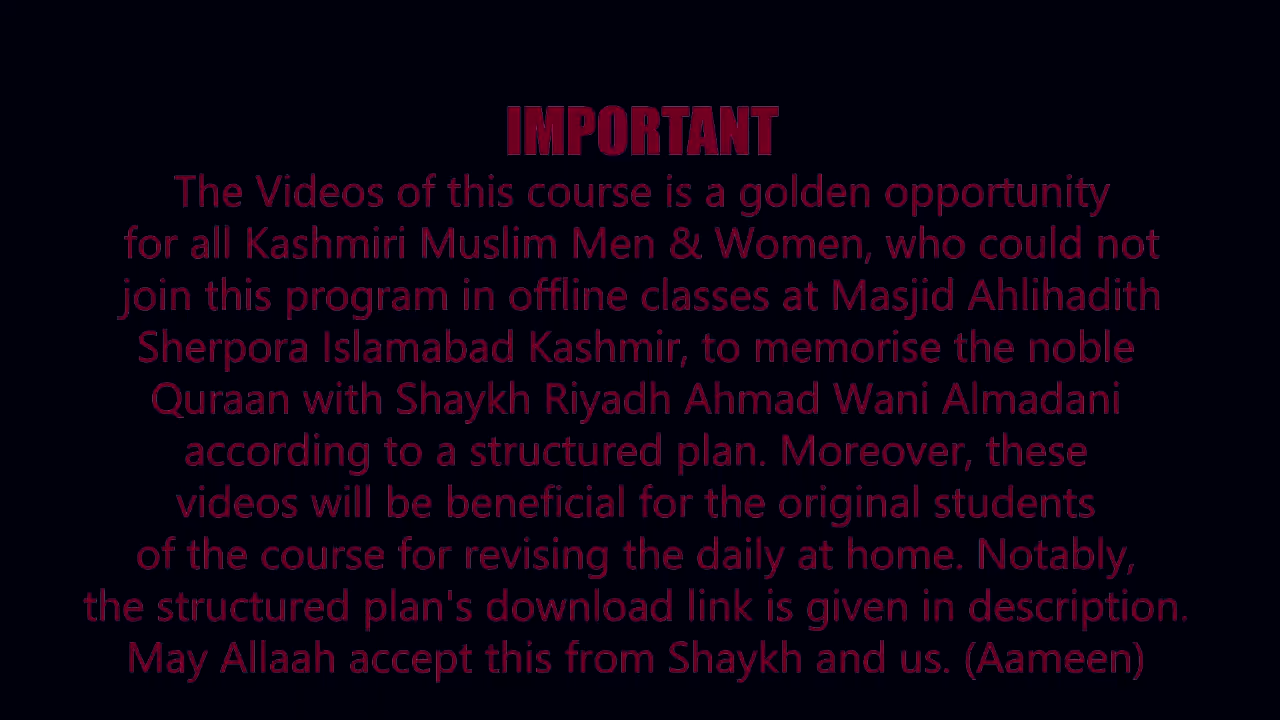 IMPORTANT
The Videos of this course is a golden opportunity
for all Kashmiri Muslim Men & Women, who could not
join this program in offline classes at Masjid Ahlihadith
Sherpora Islamabad Kashmir, to memorise the noble
Quraan with Shaykh Riyadh Ahmad Wani Almadani
according to a structured plan. Moreover, these
videos will be beneficial for the original students
of the course for revising the daily at home. Notably,
the structured plan's download link is given in description.
May Allaah accept this from Shaykh and us. (Aameen)